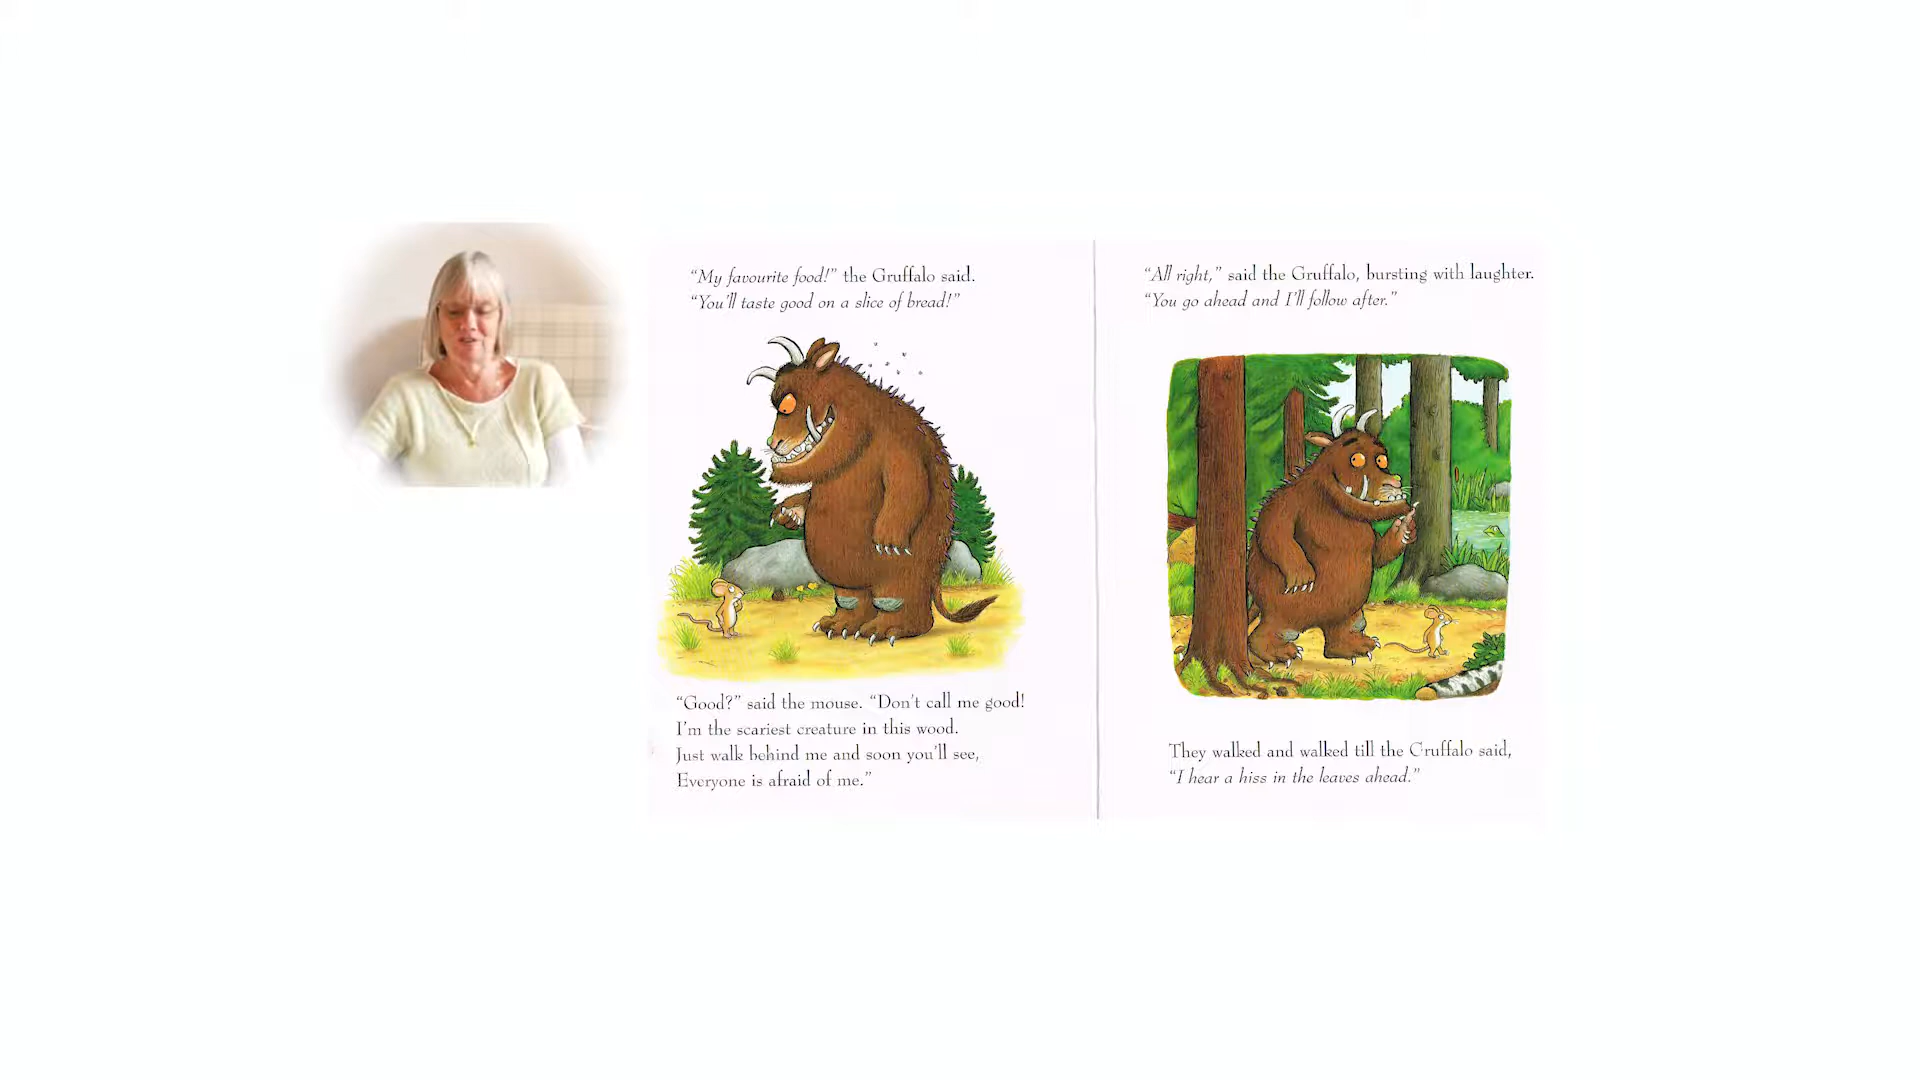 “My favourite food!” the Gruffalo said.
“You'll taste good on a slice of bread!”
“Good?” said the mouse. “Don't call me good!
I'm the scariest creature in this wood.
Just walk behind me and soon you'll see,
Everyone is afraid of me.”
“All right,” said the Gruffalo, bursting with laughter.
“You go ahead and I'll follow after.”
They walked and walked till the Gruffalo said,
“I hear a hiss in the leaves ahead.”